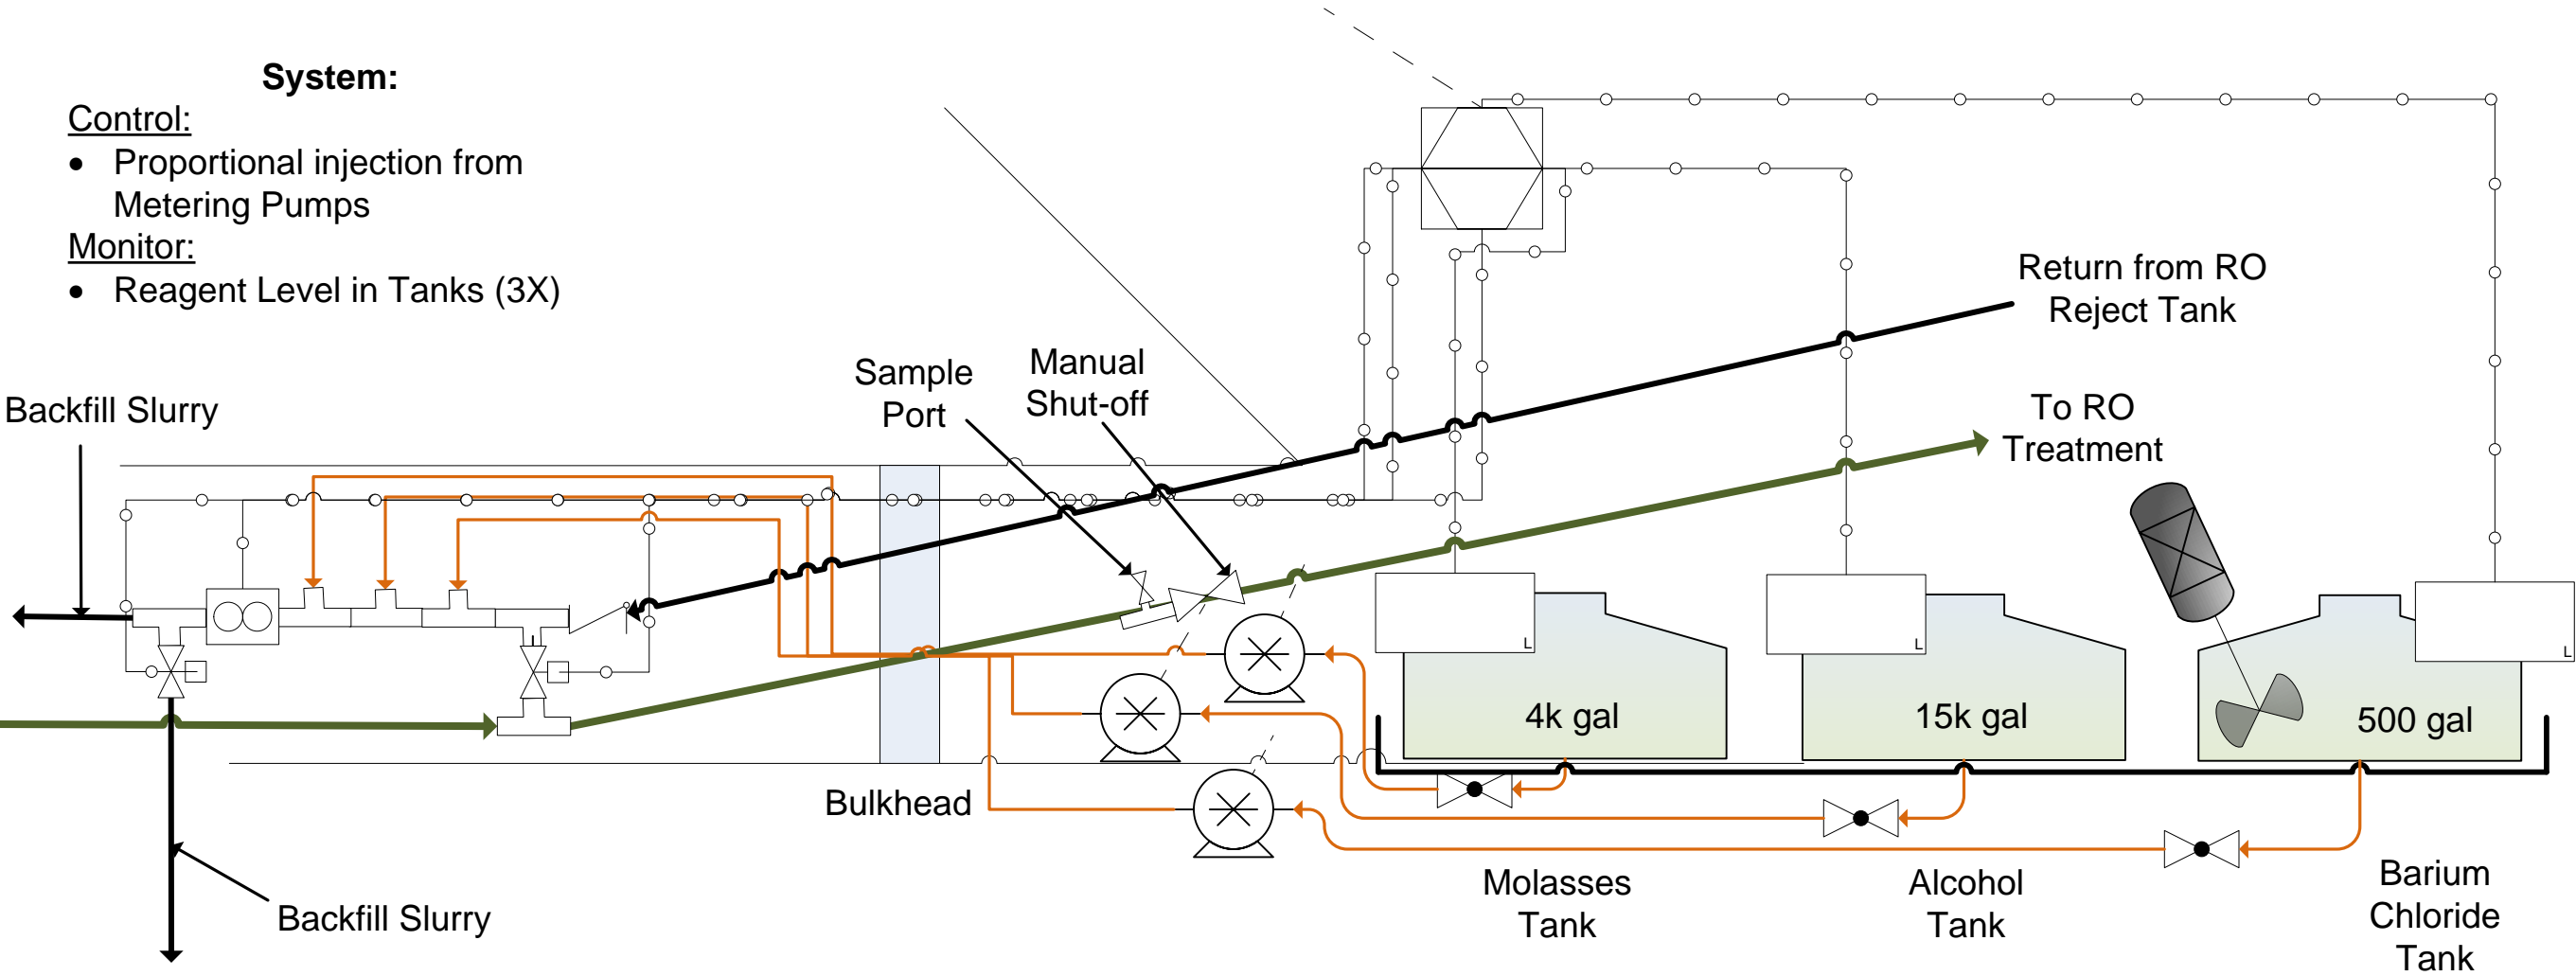 System:
Control:
• Proportional injection from
Metering Pumps
Monitor:
• Reagent Level in Tanks (3X)
Return from RO
Reject Tank
Sample
Port
Manual
Shut-off
Backfill Slurry
To RO
Treatment
L
L
L
4k gal
15k gal
500 gal
Bulkhead
Molasses
Tank
Alcohol
Tank
Barium
Chloride
Tank
Backfill Slurry